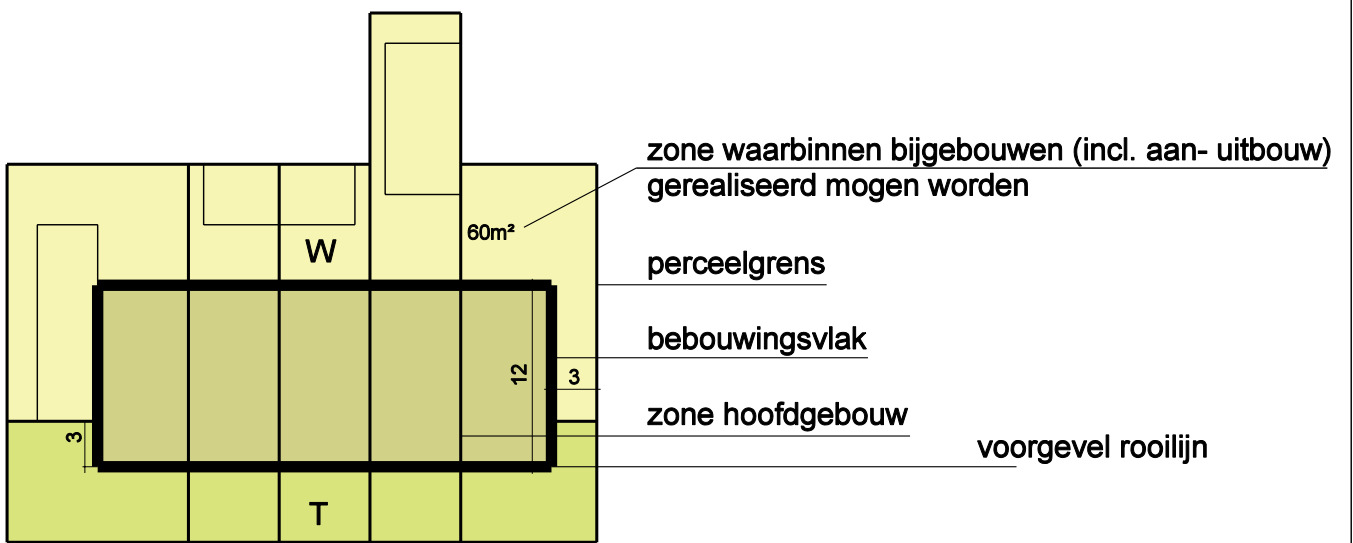 zone waarbinnen bijgebouwen (incl. aan- uitbouw)
gerealiseerd mogen worden
60m²
W
perceelgrens
bebouwingsvlak
12
3
zone hoofdgebouw
3
voorgevel rooilijn
T